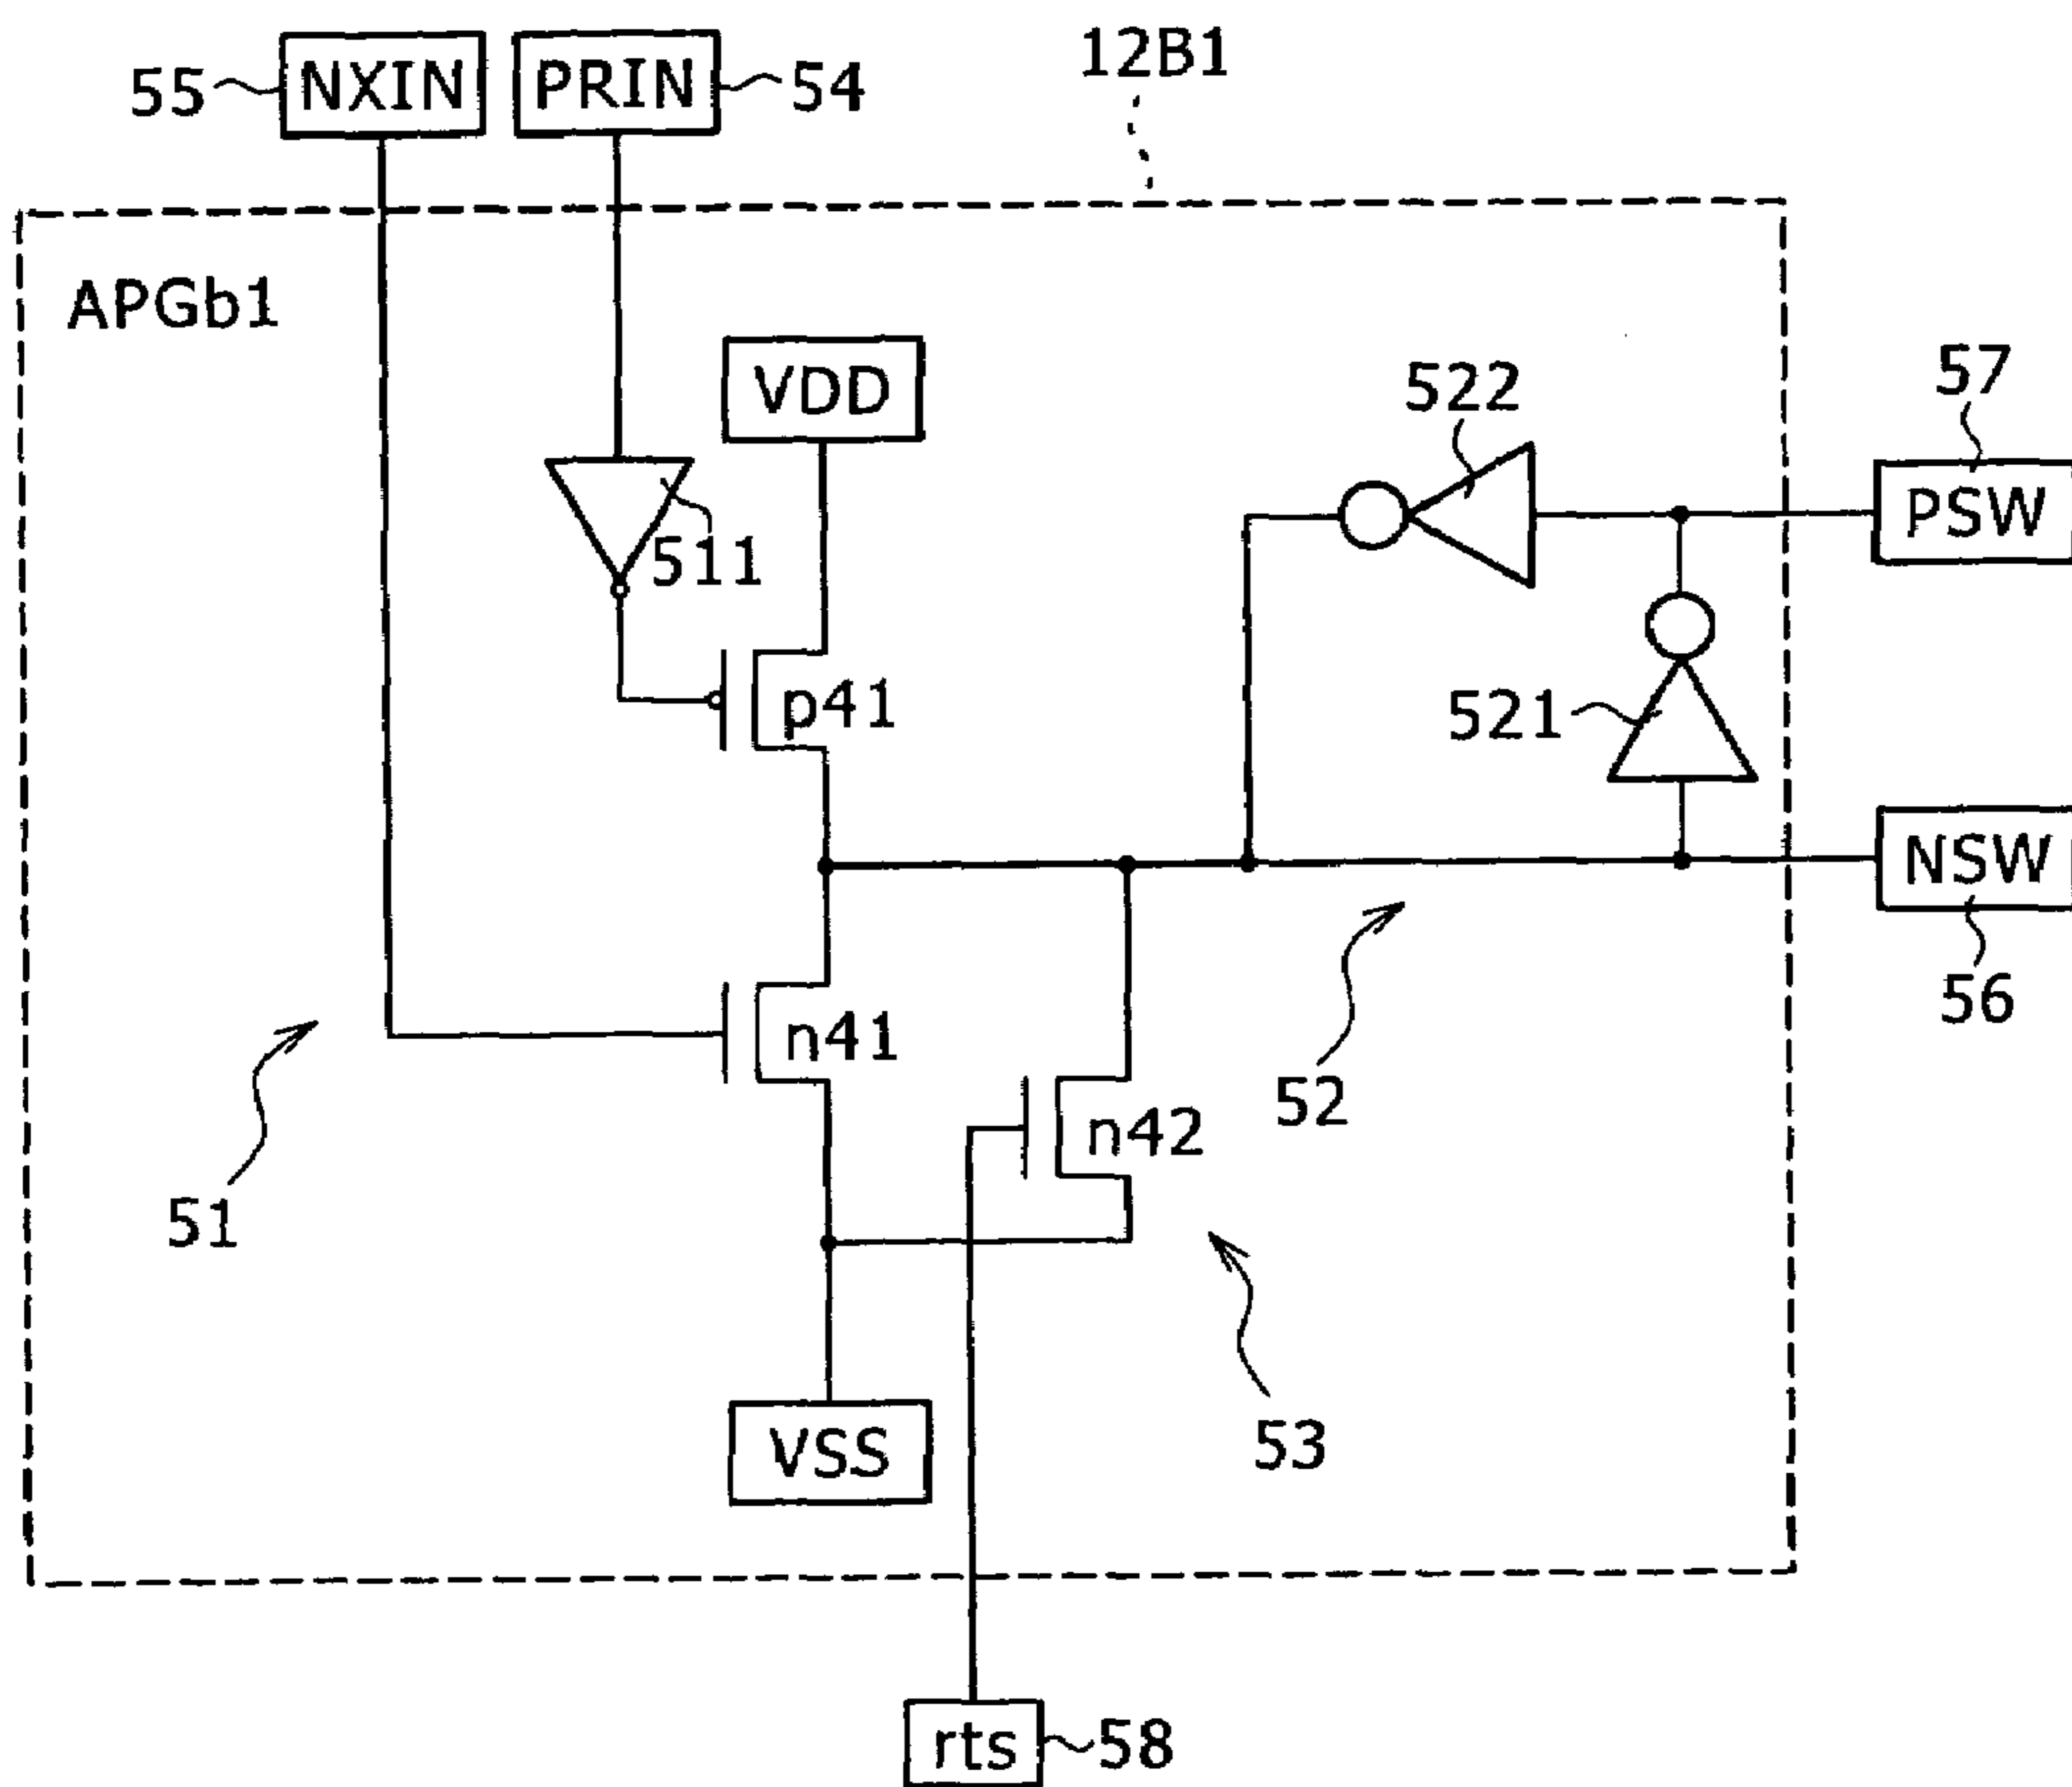 12B1
55 NXIN PRIN 54
APGb1
VDD
522
57
PSW
511
p41
521
NSW
56
n41
n42
52
51
53
VSS
rts 58